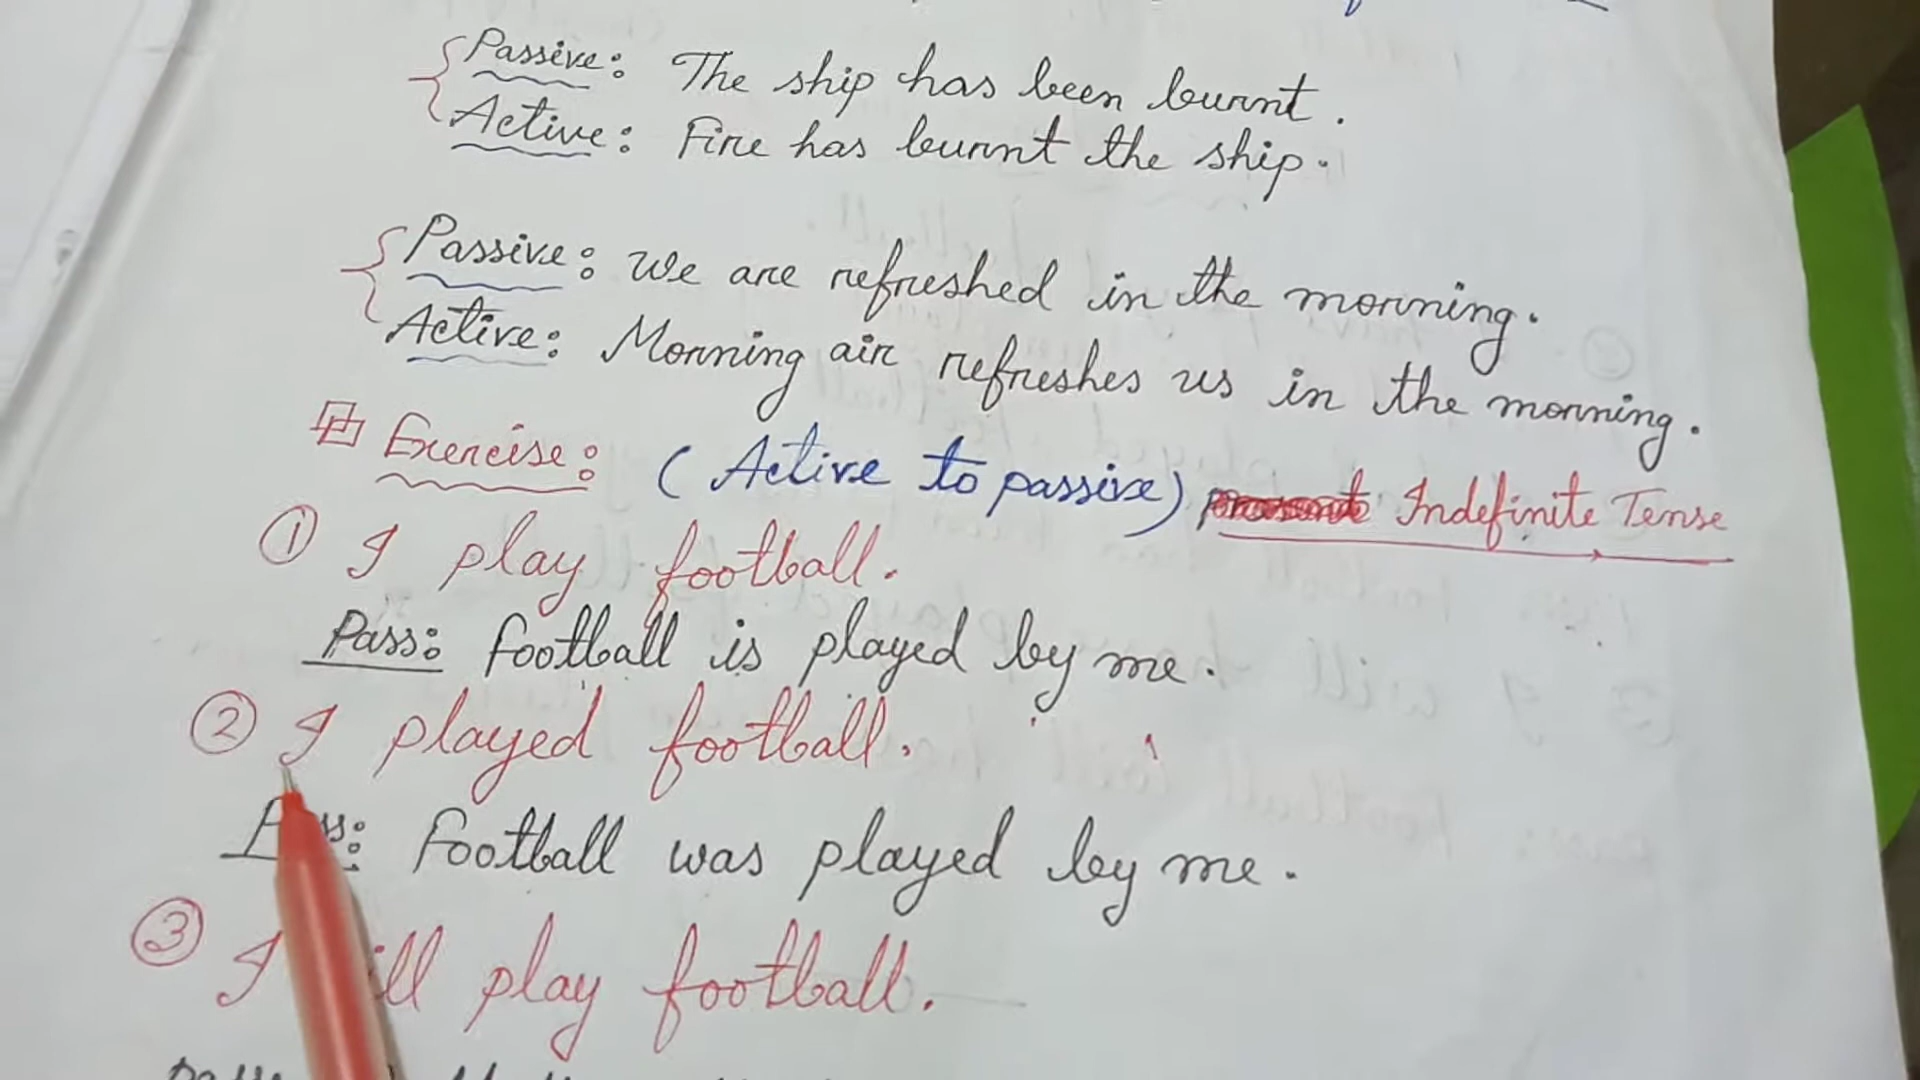 Passive: The ship has been burnt.
Active: Fire has burnt the ship.
Passive: We are refreshed in the morning.
Active: Morning air refreshes us in the morning.
Exercise: (Active to passive) Indefinite Tense
① I play football.
Pass: Football is played by me.
② I played football.
Pass: Football was played by me.
③ I will play football.